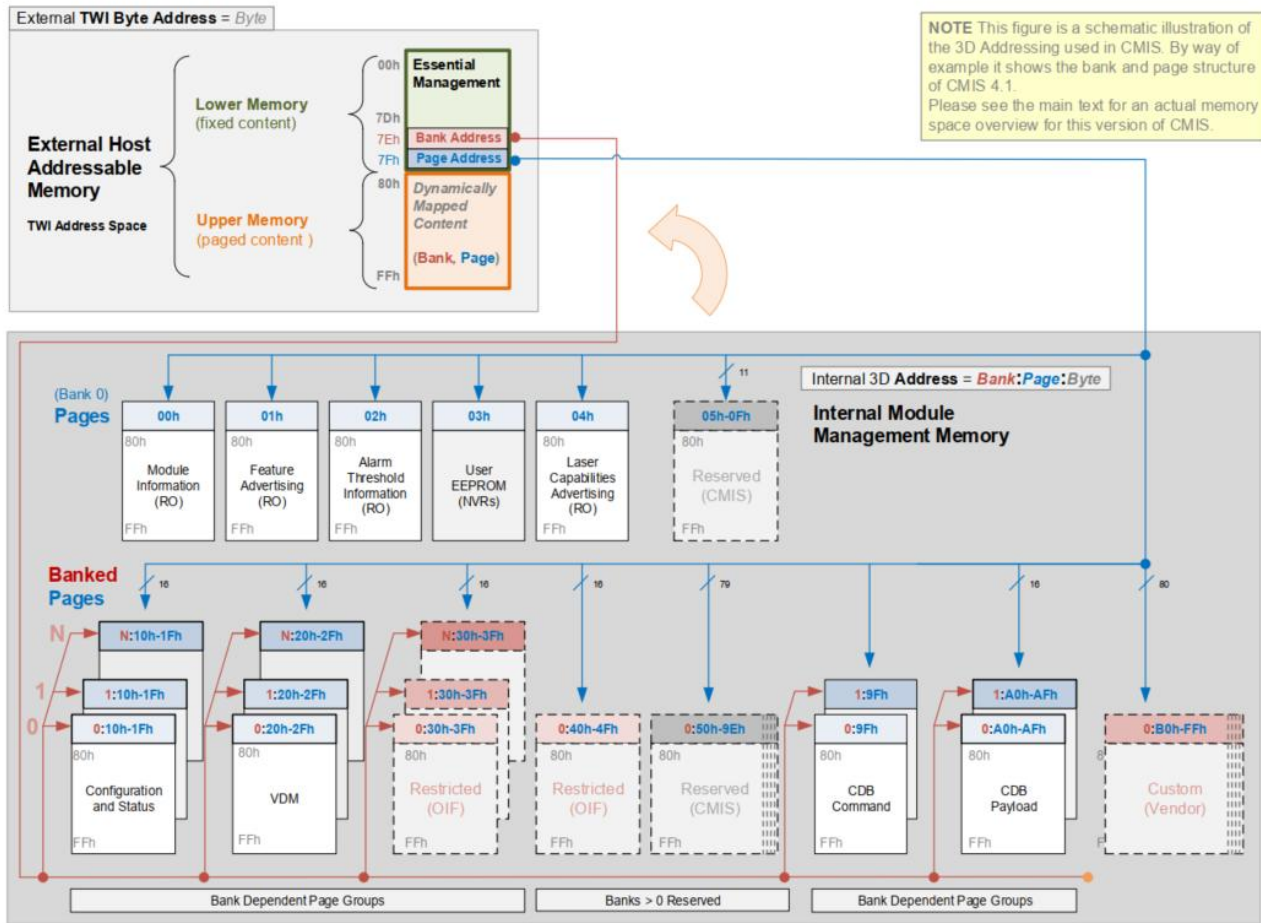 External TWI Byte Address = Byte
NOTE This figure is a schematic illustration of
the 3D Addressing used in CMIS. By way of
example it shows the bank and page structure
of CMIS 4.1.
Please see the main text for an actual memory
space overview for this version of CMIS.
External Host
Addressable
Memory
TWI Address Space
Lower Memory
(fixed content)
Upper Memory
(paged content )
00h
7Dh
7Eh
7Fh
80h
FFh
Essential
Management
Bank Address
Page Address
Dynamically
Mapped
Content
(Bank, Page)
Internal 3D Address = Bank:Page:Byte
Internal Module
Management Memory
(Bank 0)
Pages
11
00h
80h
Module
Information
(RO)
FFh
01h
80h
Feature
Advertising
(RO)
FFh
02h
80h
Alarm
Threshold
Information
(RO)
FFh
03h
User
EEPROM
(NVRs)
04h
80h
Laser
Capabilities
Advertising
(RO)
FFh
05h-0Fh
80h
Reserved
(CMIS)
FFh
Banked
Pages
16
16
16
16
79
16
80
N
1
0
N:10h-1Fh
1:10h-1Fh
0:10h-1Fh
80h
Configuration
and Status
FFh
N:20h-2Fh
1:20h-2Fh
0:20h-2Fh
80h
VDM
FFh
N:30h-3Fh
1:30h-3Fh
0:30h-3Fh
80h
Restricted
(OIF)
FFh
0:40h-4Fh
80h
Restricted
(OIF)
FFh
0:50h-9Eh
80h
Reserved
(CMIS)
FFh
1:9Fh
0:9Fh
80h
CDB
Command
FFh
1:A0h-AFh
0:A0h-AFh
80h
CDB
Payload
FFh
0:B0h-FFh
8
Custom
(Vendor)
F
Bank Dependent Page Groups
Banks > 0 Reserved
Bank Dependent Page Groups